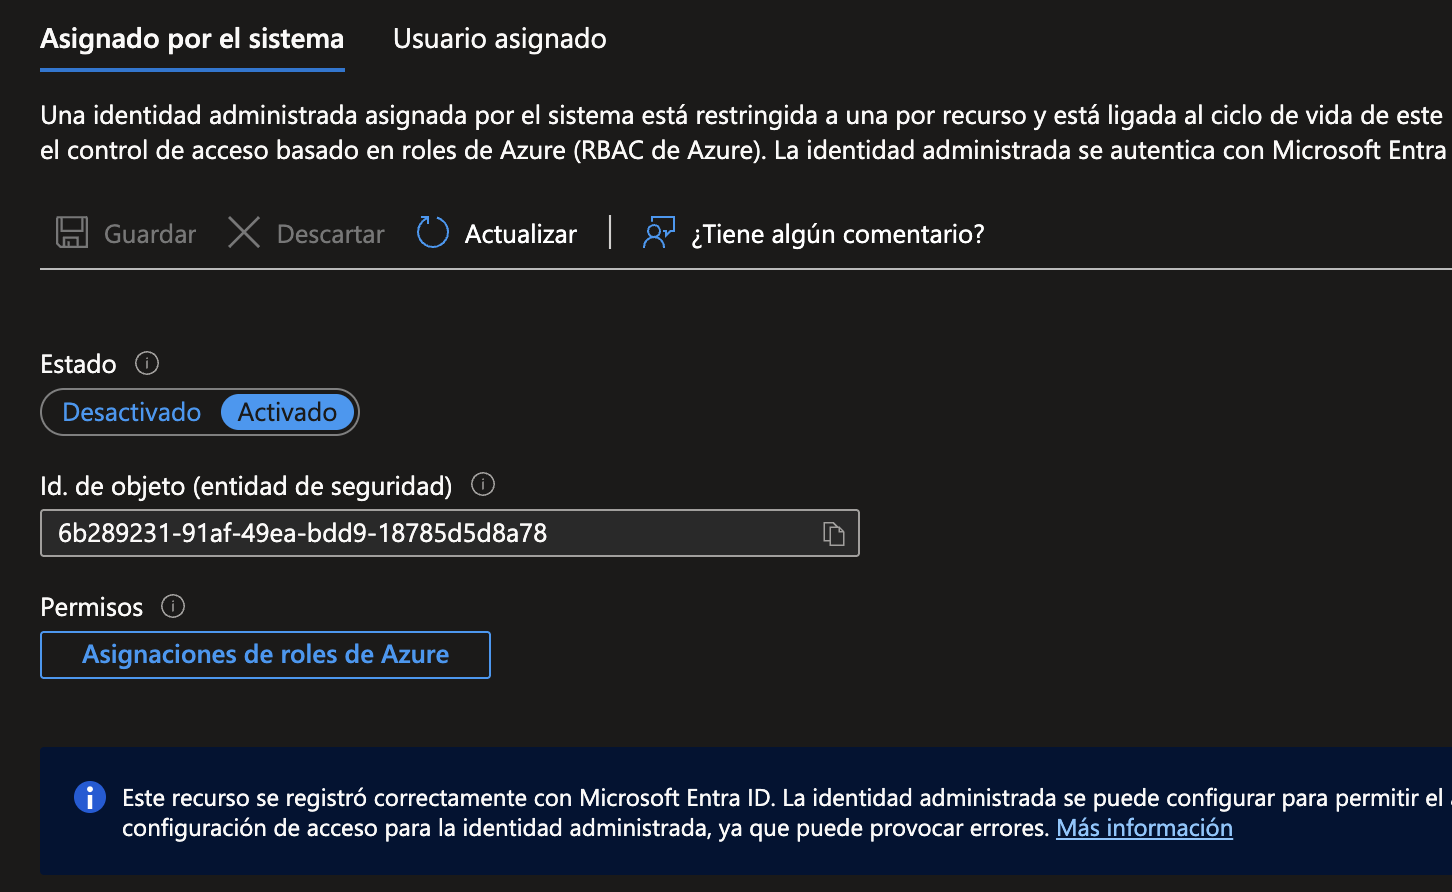 Asignado por el sistema
Usuario asignado
Una identidad administrada asignada por el sistema está restringida a una por recurso y está ligada al ciclo de vida de este
el control de acceso basado en roles de Azure (RBAC de Azure). La identidad administrada se autentica con Microsoft Entra
Guardar
Descartar
Actualizar
¿Tiene algún comentario?
Estado
Desactivado
Activado
Id. de objeto (entidad de seguridad)
6b289231-91af-49ea-bdd9-18785d5d8a78
Permisos
Asignaciones de roles de Azure
Este recurso se registró correctamente con Microsoft Entra ID. La identidad administrada se puede configurar para permitir el
configuración de acceso para la identidad administrada, ya que puede provocar errores. Más información